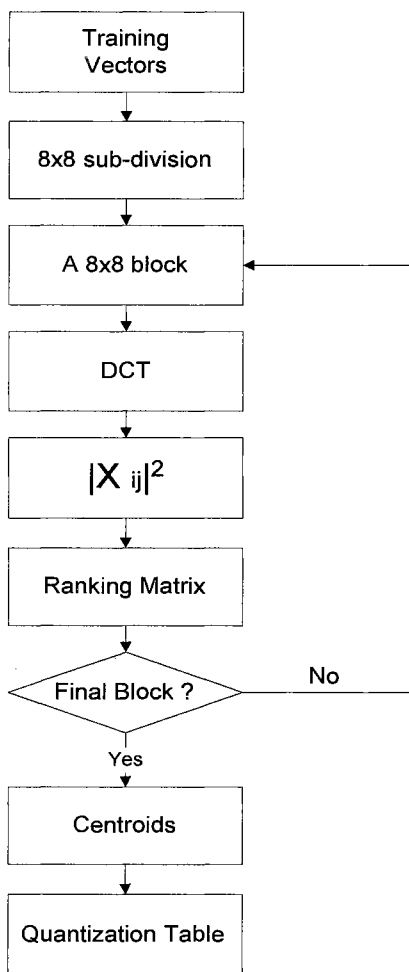 Training
Vectors
8x8 sub-division
A 8x8 block
DCT
|X ij|²
Ranking Matrix
Final Block ?
No
Yes
Centroids
Quantization Table